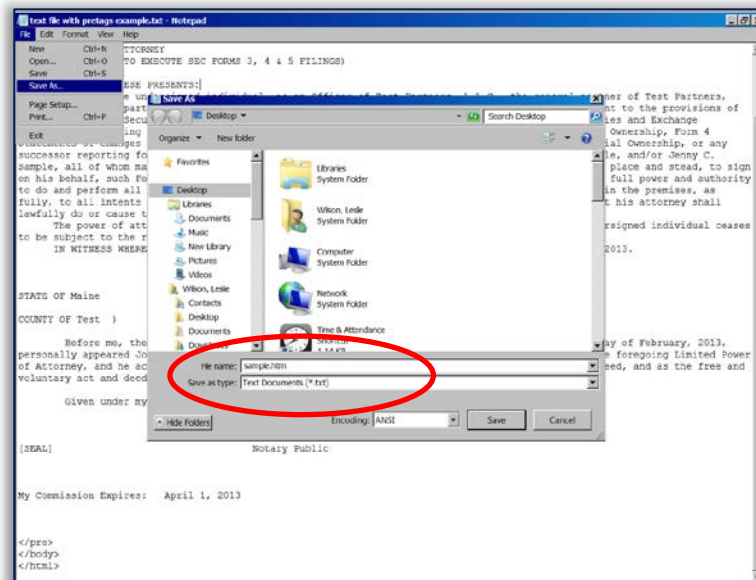 text file with pretags example.txt - Notepad
File Edit Format View Help
New Ctrl+N
Open... Ctrl+O
Save Ctrl+S
Save As...
Page Setup...
Print... Ctrl+P
Exit
TTORNEY
TO EXECUTE SEC FORMS 3, 4 & 5 FILINGS)
ESE PRESENTS:
ner of Test Partners,
nt to the provisions of
ies and Exchange
Ownership, Form 4
ial Ownership, or any
successor reporting fo
le, and/or Jenny C.
Sample, all of whom ma
place and stead, to sign
on his behalf, such Fo
full power and authority
to do and perform all
in the premises, as
fully, to all intents
t his attorney shall
lawfully do or cause t
The power of att
rsigned individual ceases
to be subject to the r
IN WITNESS WHERE
2013.
STATE OF Maine
COUNTY OF Test )
Before me, the
ay of February, 2013,
personally appeared Jo
e foregoing Limited Power
of Attorney, and he ac
eed, and as the free and
voluntary act and deed
Given under my
[SEAL] Notary Public
My Commission Expires: April 1, 2013
</pre>
</body>
</html>
Save As
Desktop
Search Desktop
Organize New folder
Favorites
Desktop
Libraries
Documents
Music
New Library
Pictures
Videos
Wilson, Leslie
Contacts
Desktop
Documents
Downloads
Libraries
System Folder
Wilson, Leslie
System Folder
Computer
System Folder
Network
System Folder
Time & Attendance
Shortcut
File name: sample.htm
Save as type: Text Documents (*.txt)
Hide Folders
Encoding: ANSI
Save
Cancel